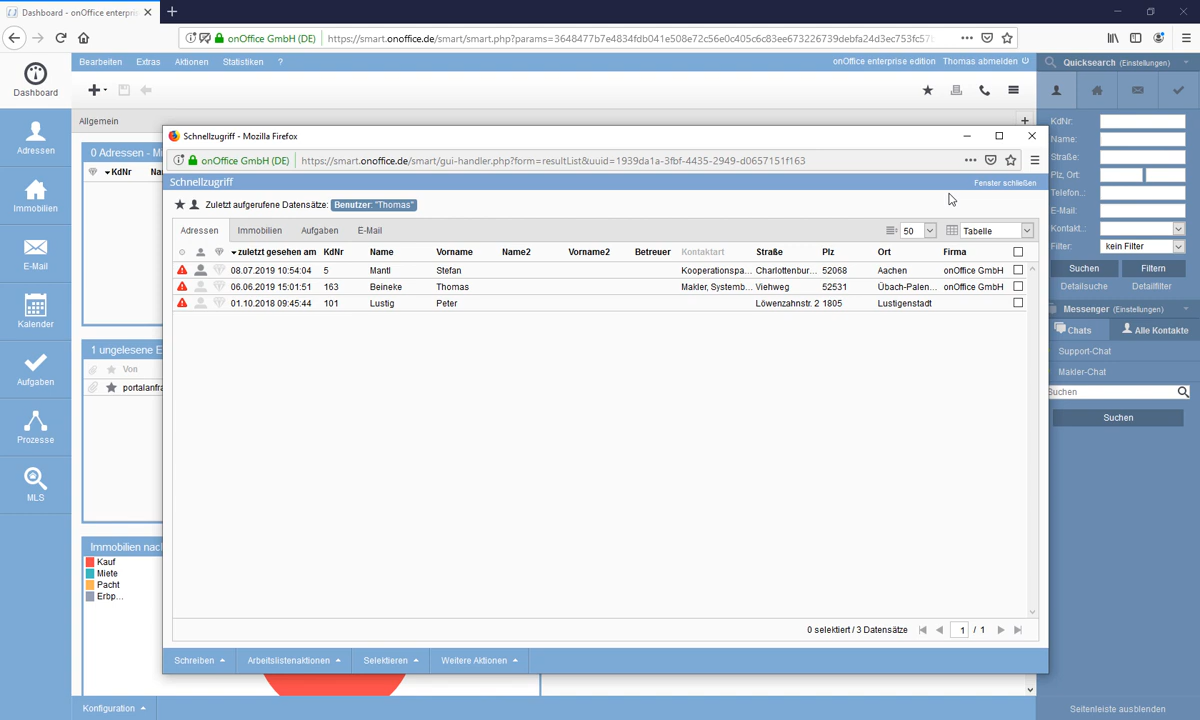 Dashboard - onOffice enterpris
onOffice GmbH (DE)
https://smart.onoffice.de/smart/smart.php?params=3648477b7e4834fdb041e508e72c56e0c405c6c83ee673226739debfa24d3ec753fc57
Dashboard
Adressen
Immobilien
E-Mail
Kalender
Aufgaben
Prozesse
MLS
Bearbeiten Extras Aktionen Statistiken ?
onOffice enterprise edition Thomas abmelden
Allgemein
0 Adressen - M
KdNr Na
1 ungelesene E
Von
portalanfra
Immobilien nach
Kauf
Miete
Pacht
Erbp...
Konfiguration
Schnellzugriff - Mozilla Firefox
onOffice GmbH (DE)
https://smart.onoffice.de/smart/gui-handler.php?form=resultList&uuid=1939da1a-3fbf-4435-2949-d0657151f163
Schnellzugriff
Fenster schließen
Zuletzt aufgerufene Datensätze: Benutzer: "Thomas"
Adressen Immobilien Aufgaben E-Mail
50 Tabelle
zuletzt gesehen am KdNr Name Vorname Name2 Vorname2 Betreuer Kontaktart Straße Plz Ort Firma
08.07.2019 10:54:04 5 Mantl Stefan Kooperationspa... Charlottenbur... 52068 Aachen onOffice GmbH
06.06.2019 15:01:51 163 Beineke Thomas Makler, Systemb... Viehweg 52531 Übach-Palen... onOffice GmbH
01.10.2018 09:45:44 101 Lustig Peter Löwenzahnstr. 2 1805 Lustigenstadt
0 selektiert / 3 Datensätze 1 / 1
Schreiben Arbeitslistenaktionen Selektieren Weitere Aktionen
Quicksearch (Einstellungen)
KdNr:
Name:
Straße:
Plz, Ort:
Telefon..:
E-Mail:
Kontakt.:
Filter: kein Filter
Suchen Filtern
Detailsuche Detailfilter
Messenger (Einstellungen)
Chats Alle Kontakte
Support-Chat
Makler-Chat
Suchen
Suchen
Seitenleiste ausblenden